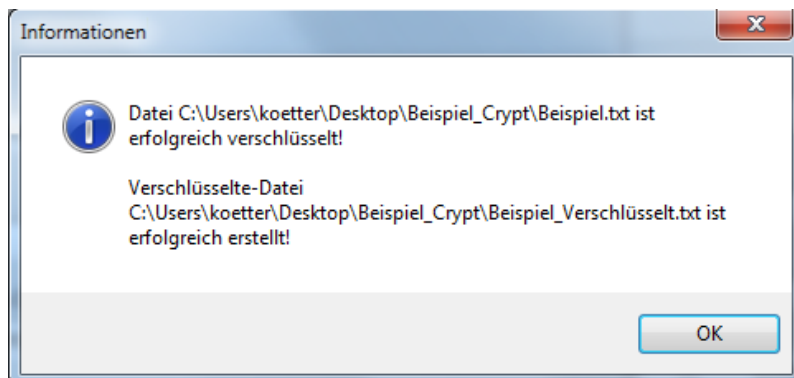 Informationen
Datei C:\Users\koetter\Desktop\Beispiel_Crypt\Beispiel.txt ist
erfolgreich verschlüsselt!
Verschlüsselte-Datei
C:\Users\koetter\Desktop\Beispiel_Crypt\Beispiel_Verschlüsselt.txt ist
erfolgreich erstellt!
OK